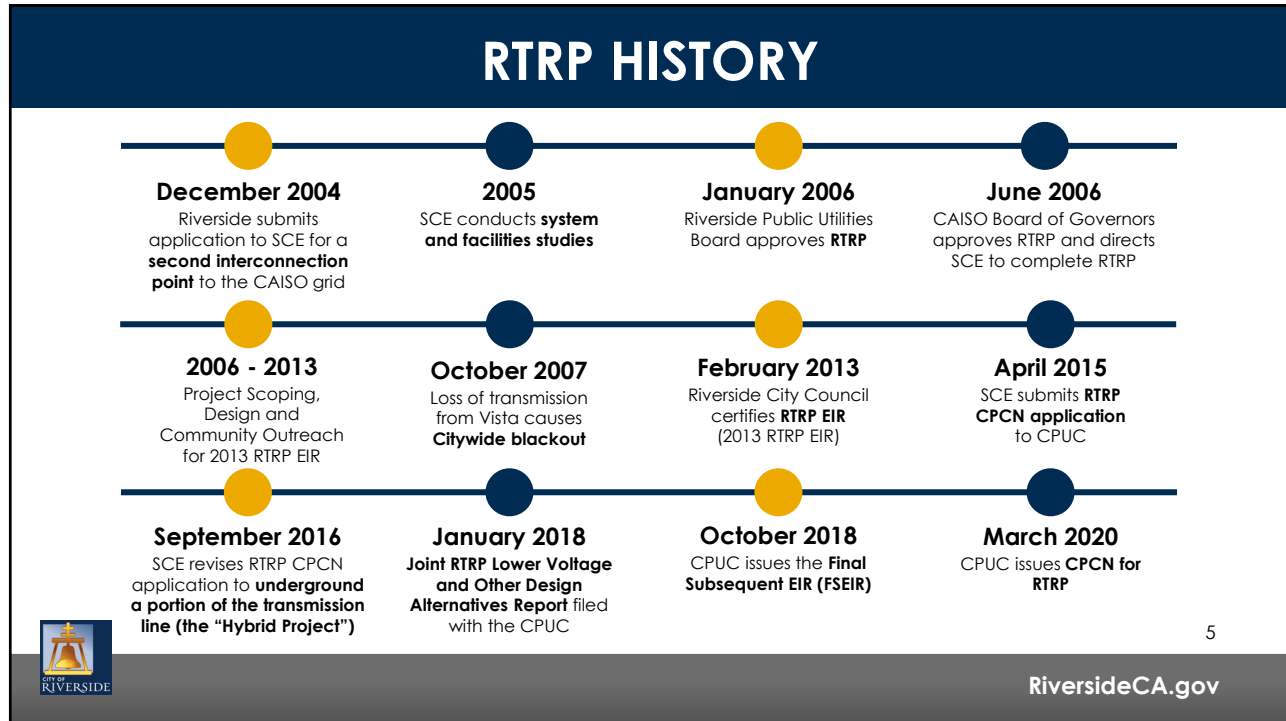 RTRP HISTORY
December 2004
Riverside submits
application to SCE for a
second interconnection
point to the CAISO grid
2005
SCE conducts system
and facilities studies
January 2006
Riverside Public Utilities
Board approves RTRP
June 2006
CAISO Board of Governors
approves RTRP and directs
SCE to complete RTRP
2006 - 2013
Project Scoping,
Design and
Community Outreach
for 2013 RTRP EIR
October 2007
Loss of transmission
from Vista causes
Citywide blackout
February 2013
Riverside City Council
certifies RTRP EIR
(2013 RTRP EIR)
April 2015
SCE submits RTRP
CPCN application
to CPUC
September 2016
SCE revises RTRP CPCN
application to underground
a portion of the transmission
line (the “Hybrid Project”)
January 2018
Joint RTRP Lower Voltage
and Other Design
Alternatives Report filed
with the CPUC
October 2018
CPUC issues the Final
Subsequent EIR (FSEIR)
March 2020
CPUC issues CPCN for
RTRP
5
CITY OF
RIVERSIDE
RiversideCA.gov